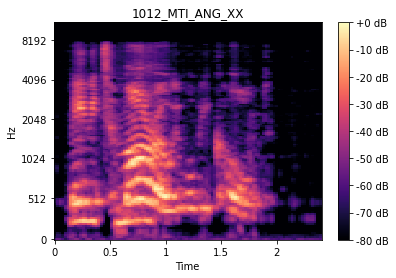 1012_MTI_ANG_XX
+0 dB
8192
-10 dB
4096
-20 dB
-30 dB
2048
Hz
-40 dB
1024
-50 dB
-60 dB
512
-70 dB
0
-80 dB
0 0.5 1 1.5 2
Time